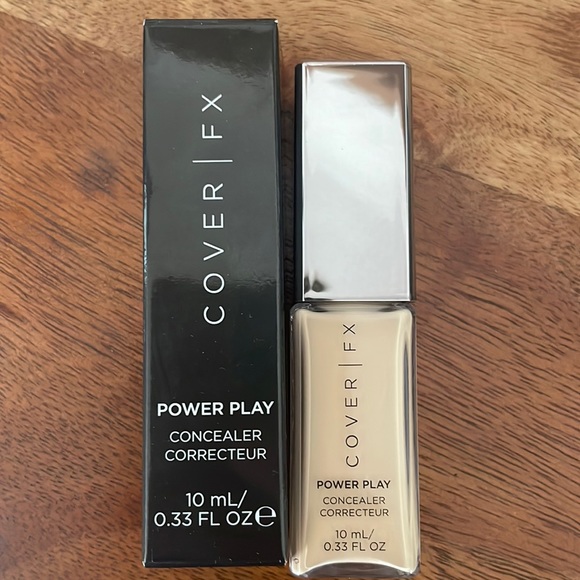 COVER | FX
POWER PLAY
CONCEALER
CORRECTEUR
10 mL/
0.33 FL OZ℮
COVER | FX
POWER PLAY
CONCEALER
CORRECTEUR
10 mL/
0.33 FL OZ